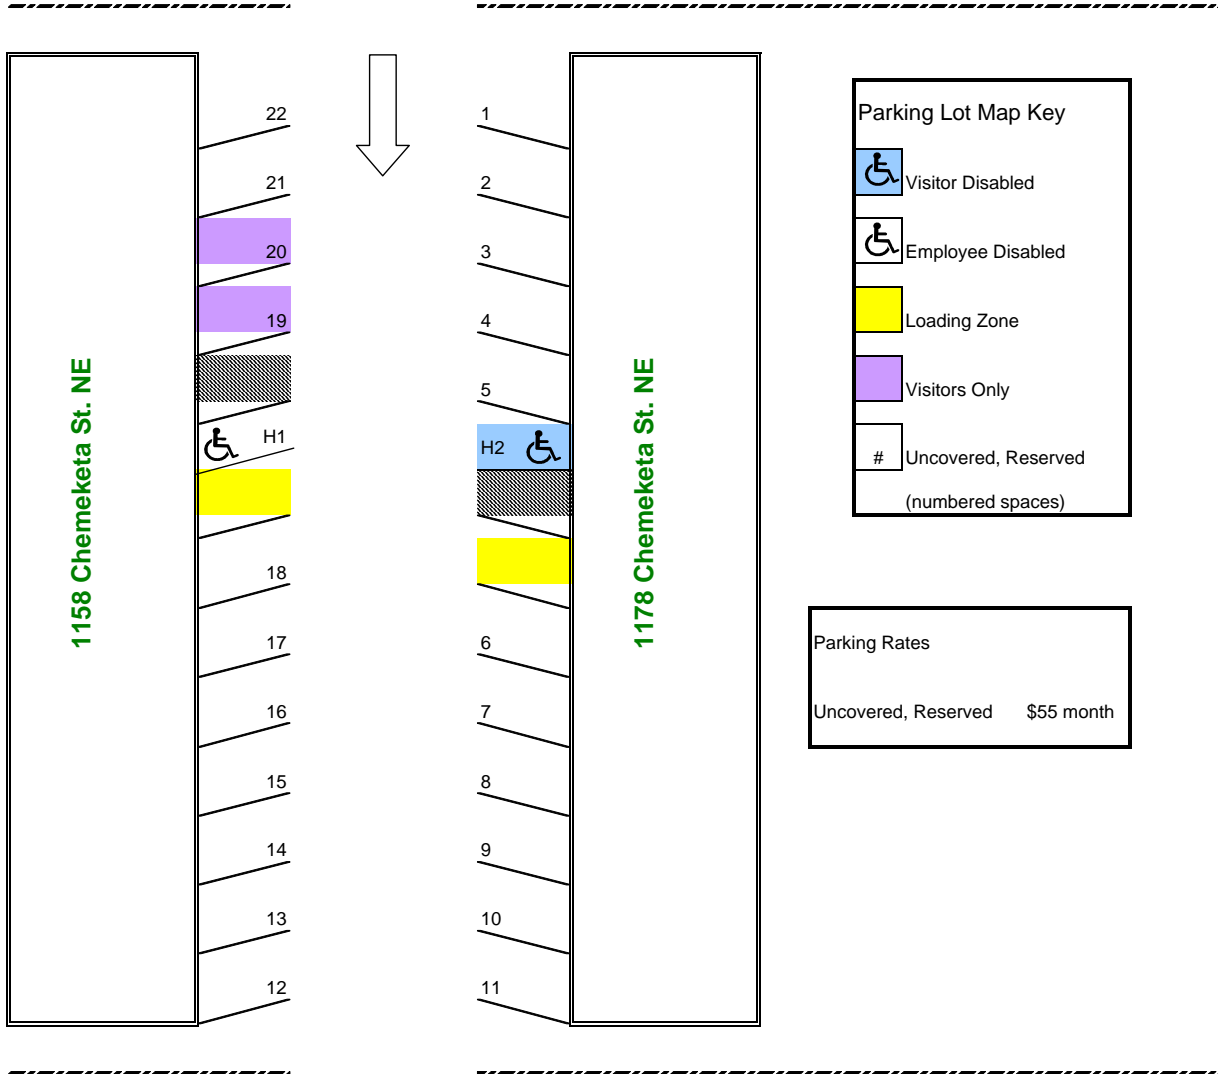 22
21
20
19
H1
18
17
16
15
14
13
12
1158 Chemeketa St. NE
1
2
3
4
5
H2
6
7
8
9
10
11
1178 Chemeketa St. NE
Parking Lot Map Key
Visitor Disabled
Employee Disabled
Loading Zone
Visitors Only
# Uncovered, Reserved
(numbered spaces)
Parking Rates
Uncovered, Reserved $55 month